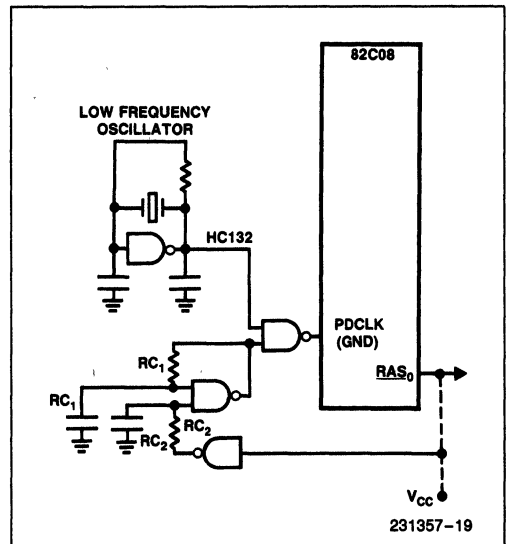 82C08
LOW FREQUENCY
OSCILLATOR
HC132
PDCLK
(GND)
RC₁
RAS₀
RC₁
RC₂
RC₂
VCC
231357-19